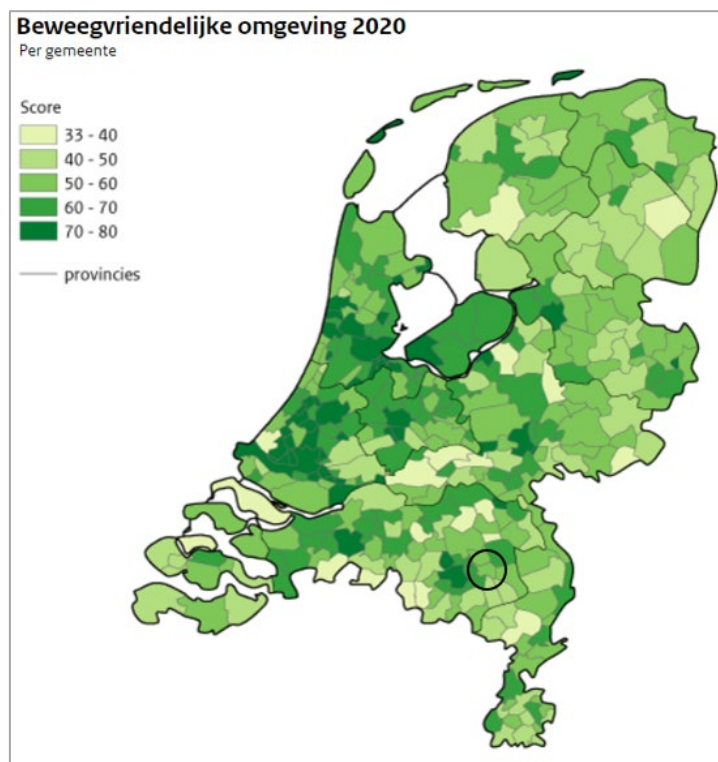 Beweegvriendelijke omgeving 2020
Per gemeente
Score
33 - 40
40 - 50
50 - 60
60 - 70
70 - 80
provincies